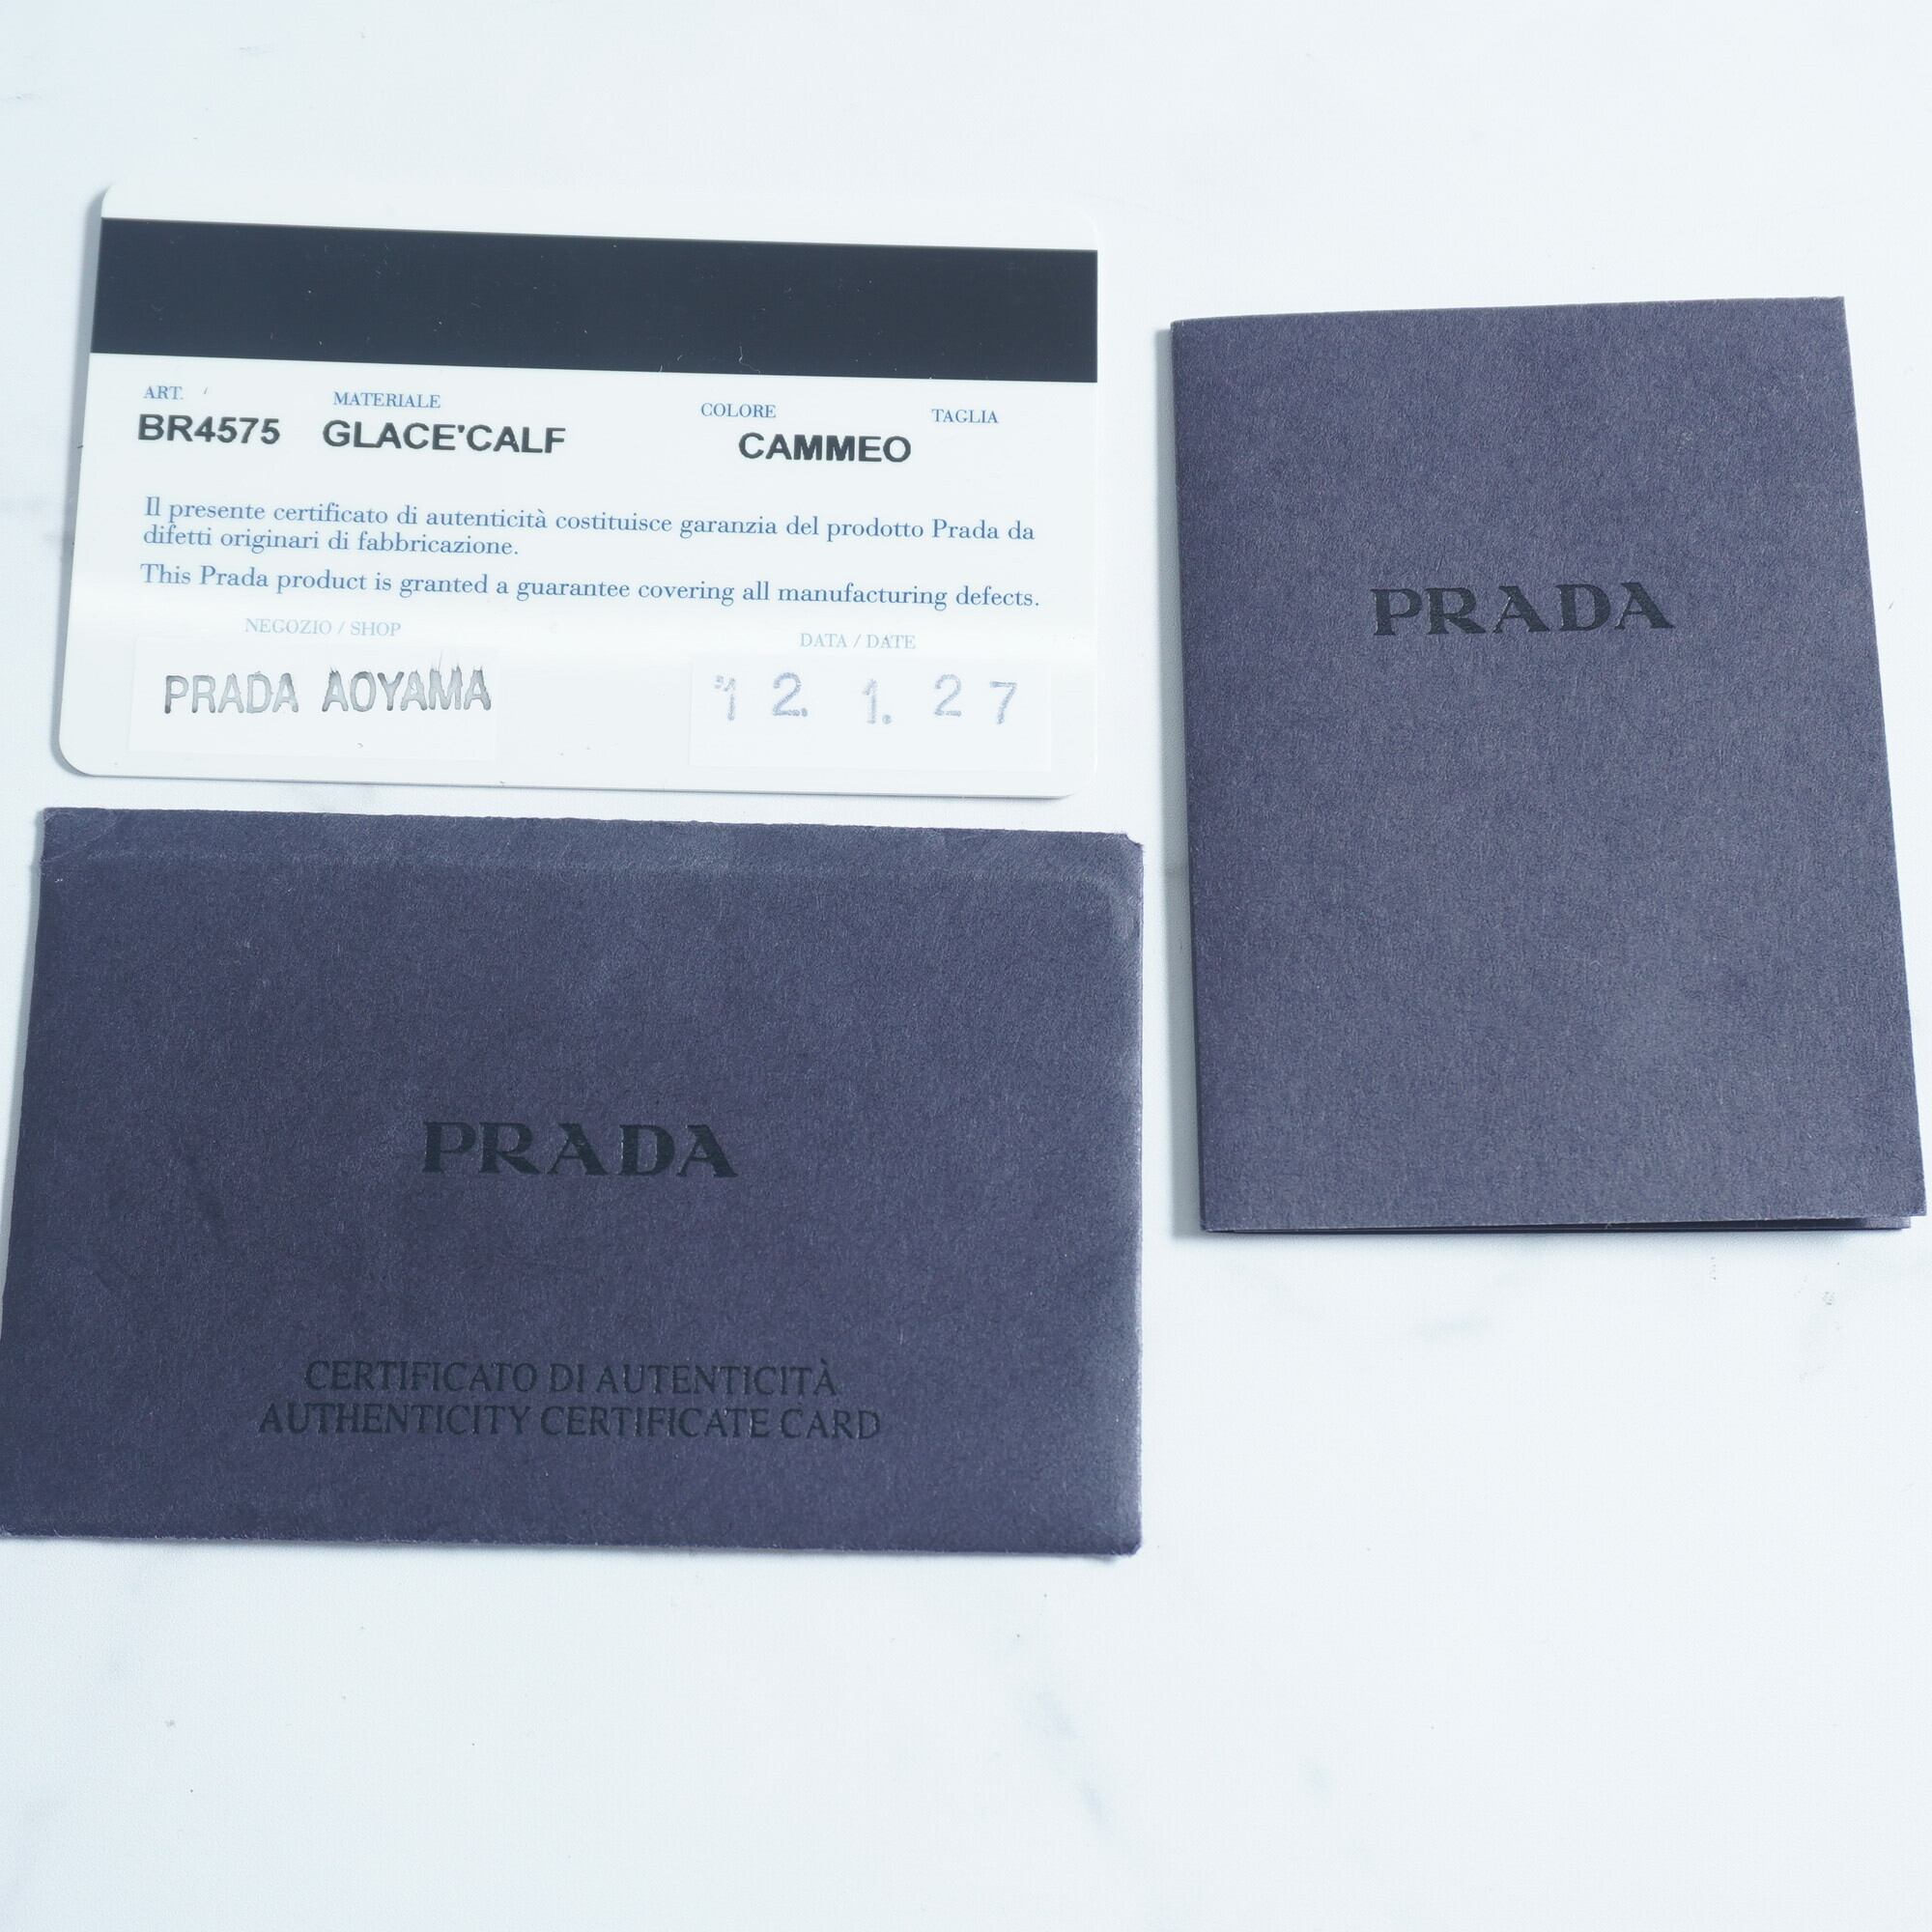 ART. MATERIALE COLORE TAGLIA
BR4575 GLACE'CALF CAMMEO
Il presente certificato di autenticità costituisce garanzia del prodotto Prada da
difetti originari di fabbricazione.
This Prada product is granted a guarantee covering all manufacturing defects.
NEGOZIO / SHOP DATA / DATE
PRADA AOYAMA '12. 1. 27
PRADA
PRADA
CERTIFICATO DI AUTENTICITÀ
AUTHENTICITY CERTIFICATE CARD